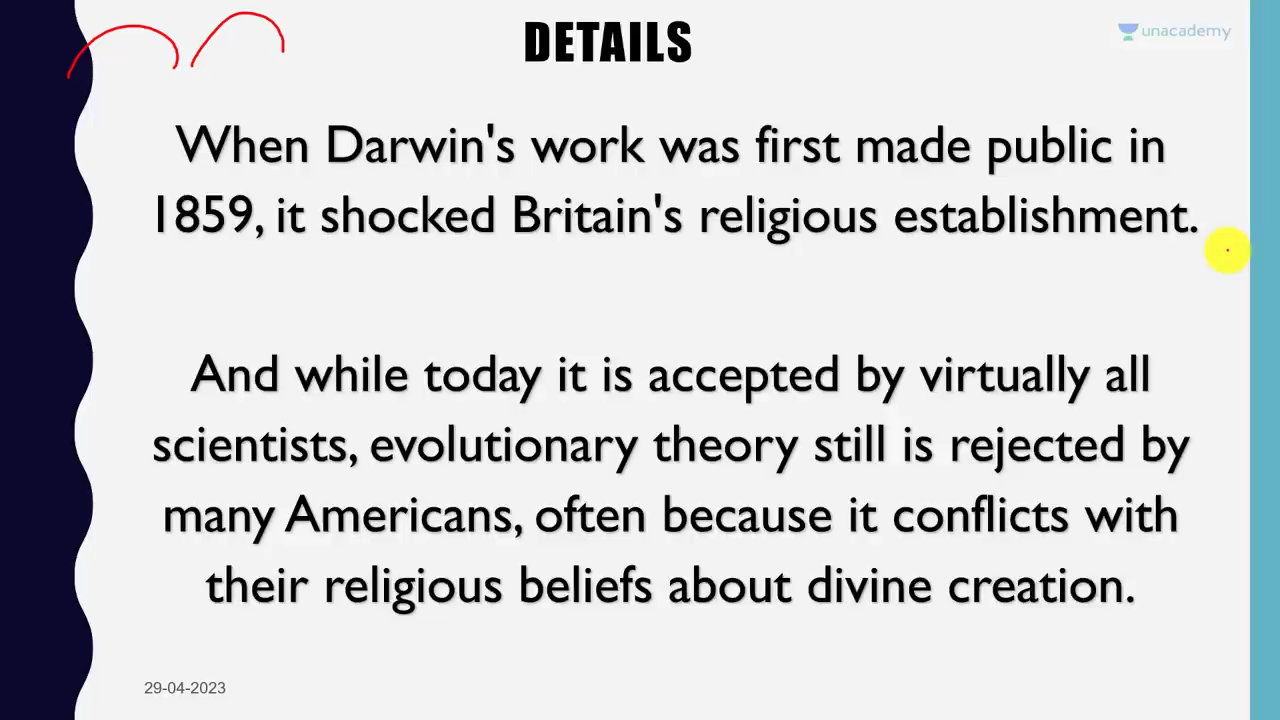 DETAILS
unacademy
When Darwin's work was first made public in
1859, it shocked Britain's religious establishment.
And while today it is accepted by virtually all
scientists, evolutionary theory still is rejected by
many Americans, often because it conflicts with
their religious beliefs about divine creation.
29-04-2023